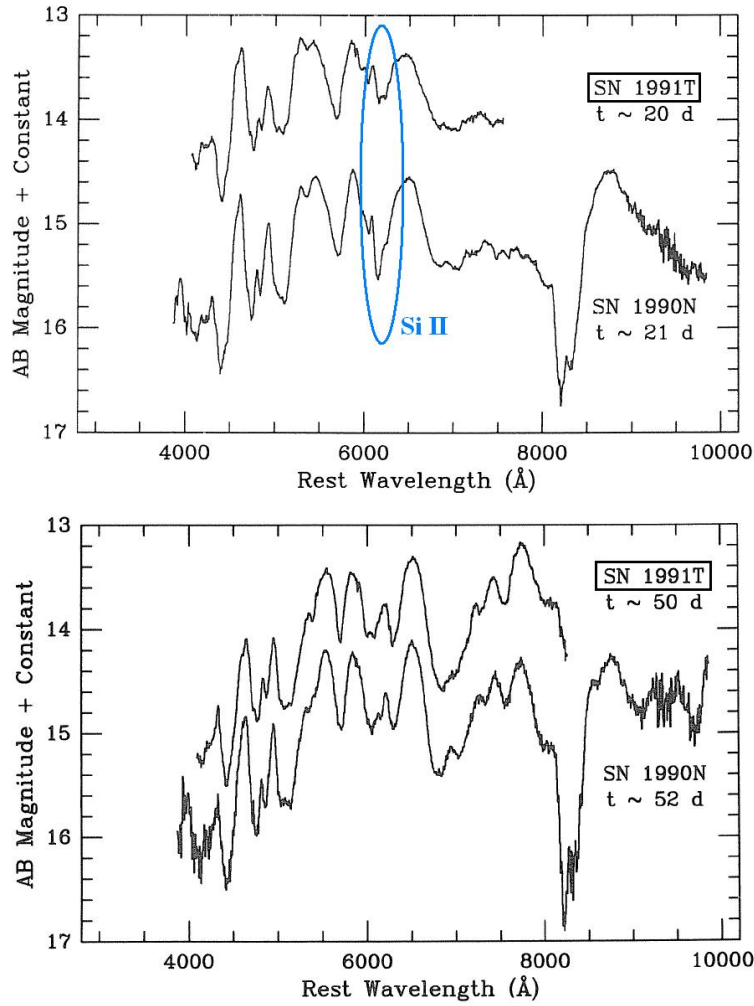 13
14
15
16
17
AB Magnitude + Constant
SN 1991T
t ~ 20 d
SN 1990N
t ~ 21 d
Si II
4000 6000 8000 10000
Rest Wavelength (Å)
13
14
15
16
17
AB Magnitude + Constant
SN 1991T
t ~ 50 d
SN 1990N
t ~ 52 d
4000 6000 8000 10000
Rest Wavelength (Å)